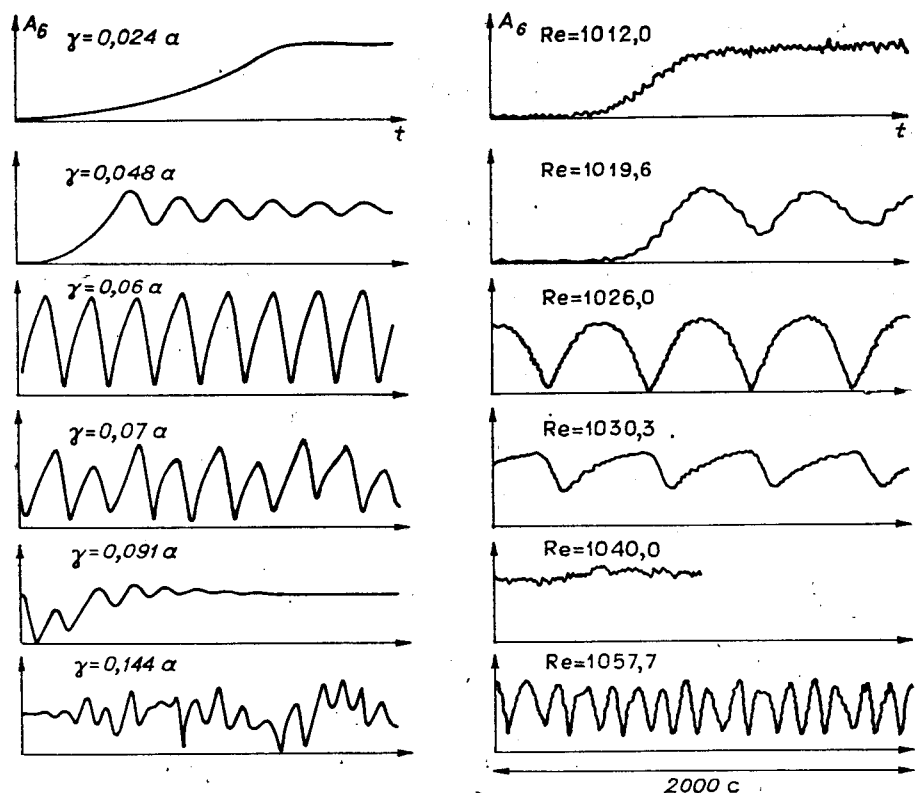 A6
γ=0,024 α
t
γ=0,048 α
γ=0,06 α
γ=0,07 α
γ=0,091 α
γ=0,144 α
A6
Re=1012,0
t
Re=1019,6
Re=1026,0
Re=1030,3
Re=1040,0
Re=1057,7
2000 с